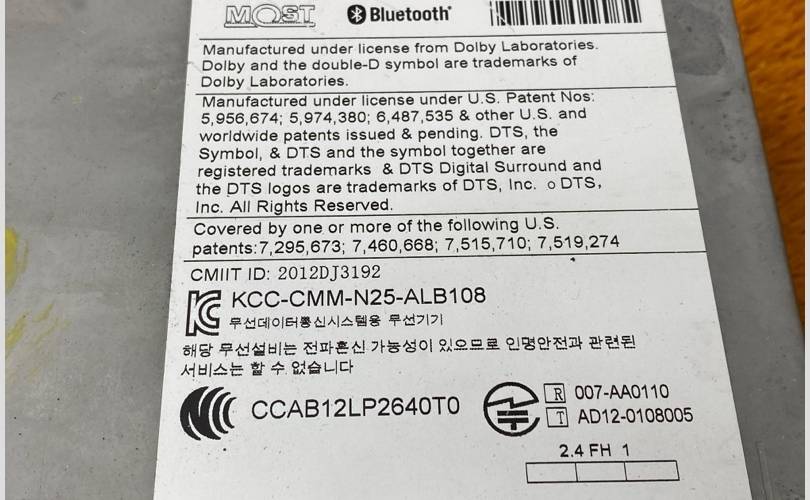 MOST Bluetooth
Manufactured under license from Dolby Laboratories.
Dolby and the double-D symbol are trademarks of
Dolby Laboratories.
Manufactured under license under U.S. Patent Nos:
5,956,674; 5,974,380; 6,487,535 & other U.S. and
worldwide patents issued & pending. DTS, the
Symbol, & DTS and the symbol together are
registered trademarks & DTS Digital Surround and
the DTS logos are trademarks of DTS, Inc. o DTS,
Inc. All Rights Reserved.
Covered by one or more of the following U.S.
patents:7,295,673; 7,460,668; 7,515,710; 7,519,274
CMIIT ID: 2012DJ3192
KCC-CMM-N25-ALB108
무선데이터통신시스템용 무선기기
해당 무선설비는 전파혼신 가능성이 있으므로 인명안전과 관련된
서비스는 할 수 없습니다
CCAB12LP2640T0
R 007-AA0110
T AD12-0108005
2.4 FH 1